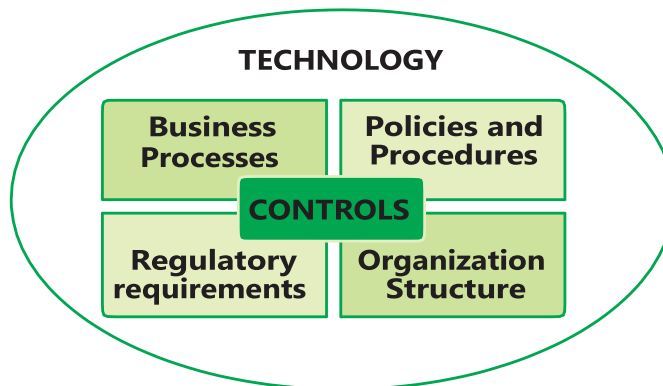 TECHNOLOGY
Business
Processes
Policies and
Procedures
CONTROLS
Regulatory
requirements
Organization
Structure